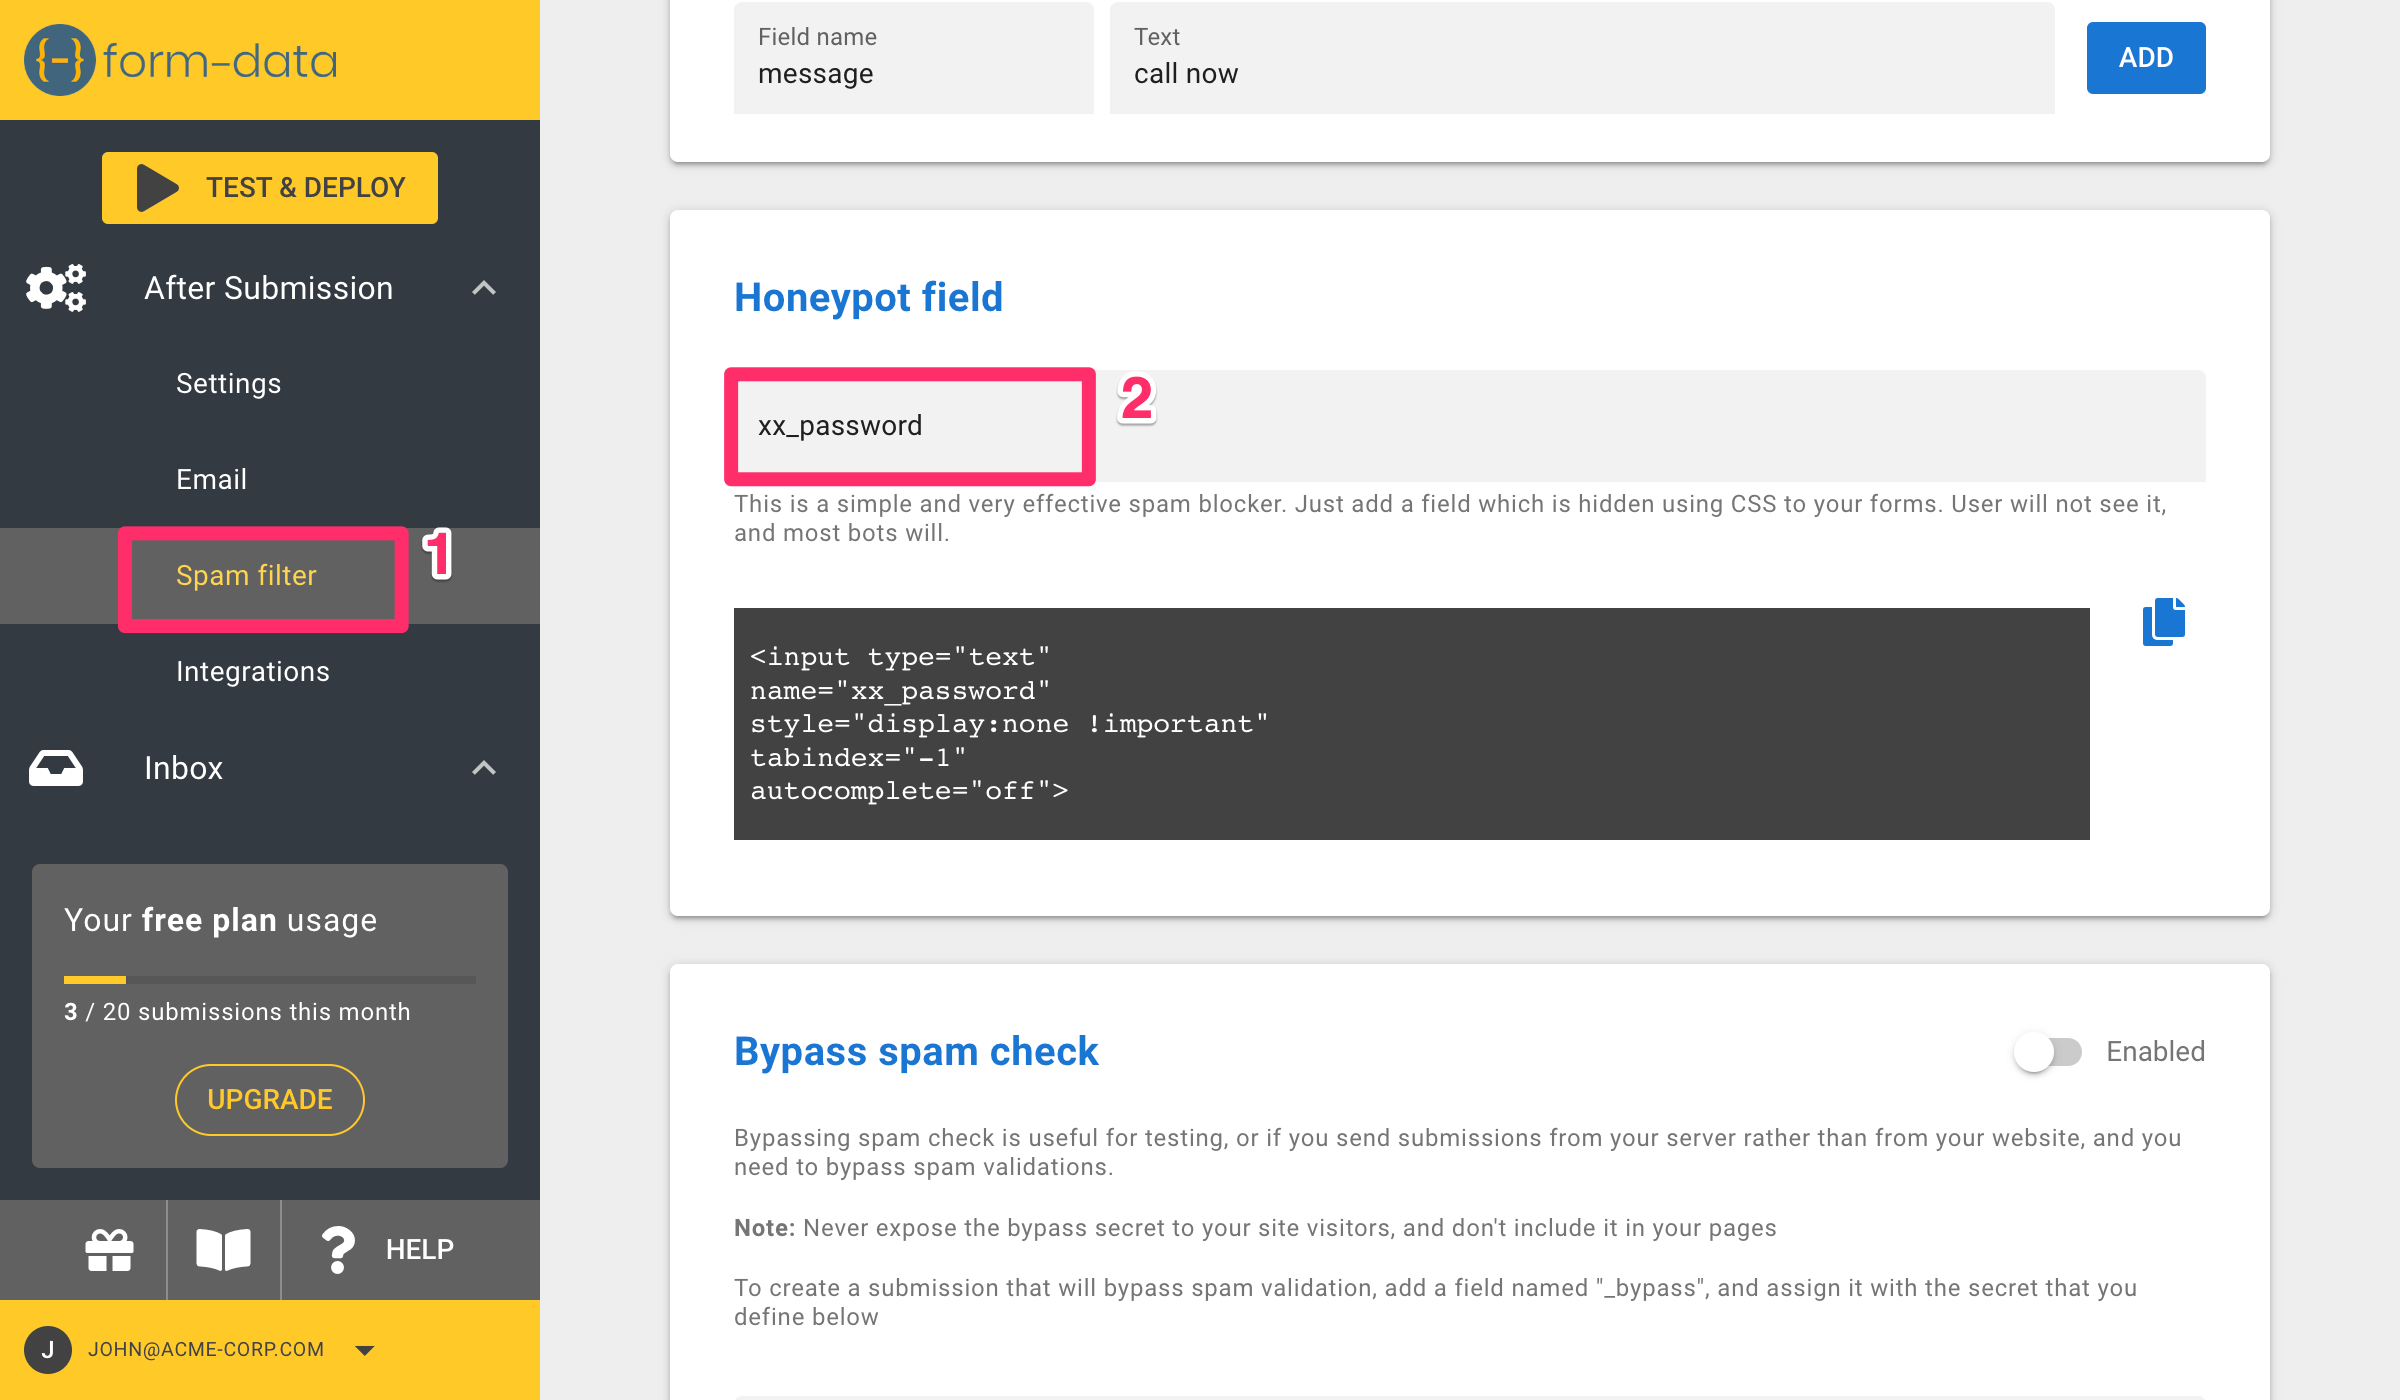 {-} form-data
TEST & DEPLOY
After Submission
Settings
Email
Spam filter
1
Integrations
Inbox
Your free plan usage
3 / 20 submissions this month
UPGRADE
? HELP
J JOHN@ACME-CORP.COM
Field name
message
Text
call now
ADD
Honeypot field
xx_password
2
This is a simple and very effective spam blocker. Just add a field which is hidden using CSS to your forms. User will not see it,
and most bots will.
<input type="text"
name="xx_password"
style="display:none !important"
tabindex="-1"
autocomplete="off">
Bypass spam check
Enabled
Bypassing spam check is useful for testing, or if you send submissions from your server rather than from your website, and you
need to bypass spam validations.
Note: Never expose the bypass secret to your site visitors, and don't include it in your pages
To create a submission that will bypass spam validation, add a field named "_bypass", and assign it with the secret that you
define below